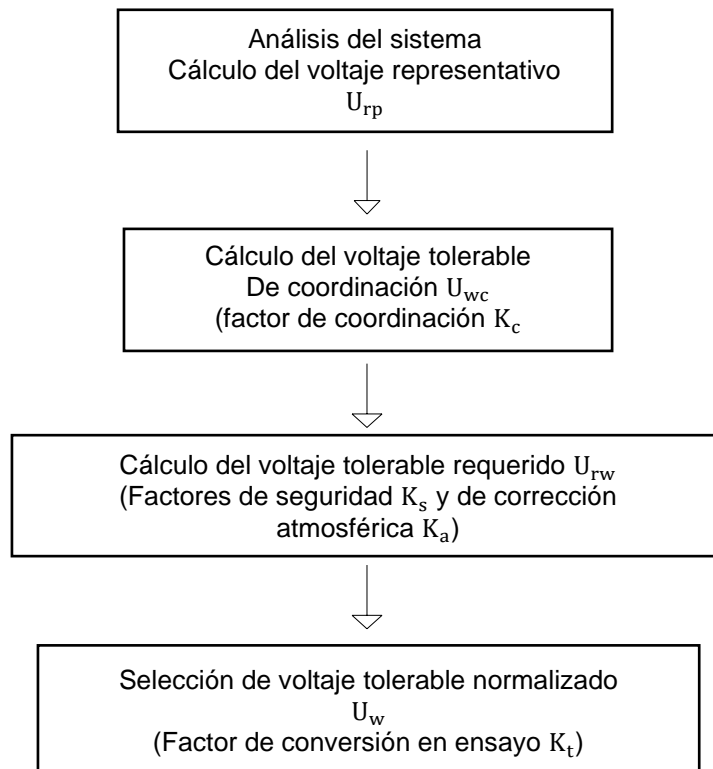 Análisis del sistema
Cálculo del voltaje representativo
U_rp
Cálculo del voltaje tolerable
De coordinación U_wc
(factor de coordinación K_c
Cálculo del voltaje tolerable requerido U_rw
(Factores de seguridad K_s y de corrección
atmosférica K_a)
Selección de voltaje tolerable normalizado
U_w
(Factor de conversión en ensayo K_t)